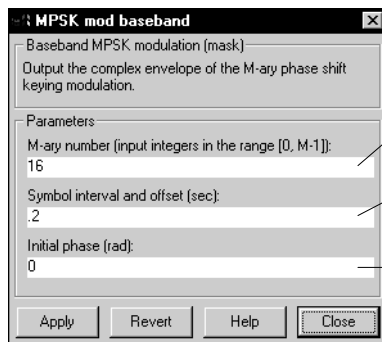 MPSK mod baseband
Baseband MPSK modulation (mask)
Output the complex envelope of the M-ary phase shift
keying modulation.
Parameters
M-ary number (input integers in the range [0, M-1]):
16
Symbol interval and offset (sec):
.2
Initial phase (rad):
0
Apply Revert Help Close